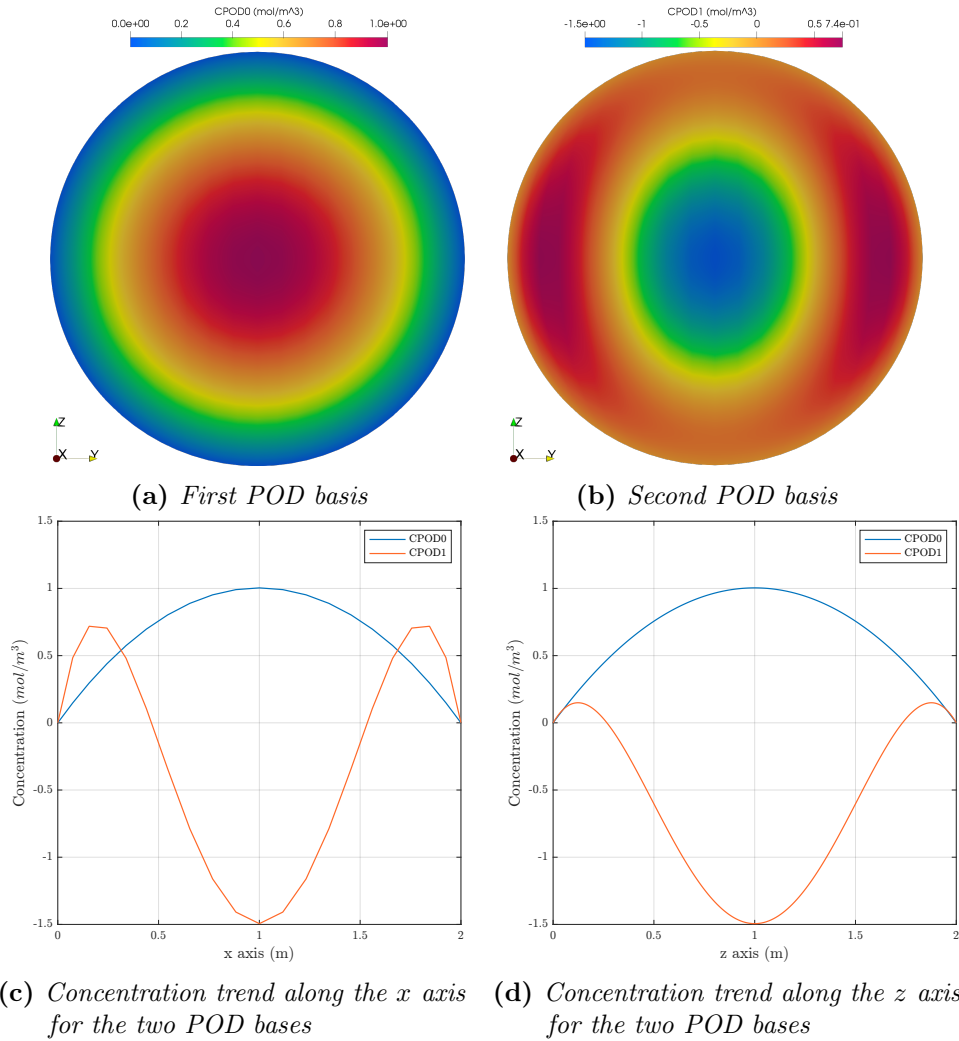 CPOD0 (mol/m^3)
0.0e+00 0.2 0.4 0.6 0.8 1.0e+00
CPOD1 (mol/m^3)
-1.5e+00 -1 -0.5 0 0.5 7.4e-01
Z
X Y
Z
X Y
(a) First POD basis
(b) Second POD basis
1.5
1
0.5
0
-0.5
-1
-1.5
Concentration (mol/m³)
CPOD0
CPOD1
0 0.5 1 1.5 2
x axis (m)
1.5
1
0.5
0
-0.5
-1
-1.5
Concentration (mol/m³)
CPOD0
CPOD1
0 0.5 1 1.5 2
z axis (m)
(c) Concentration trend along the x axis
for the two POD bases
(d) Concentration trend along the z axis
for the two POD bases